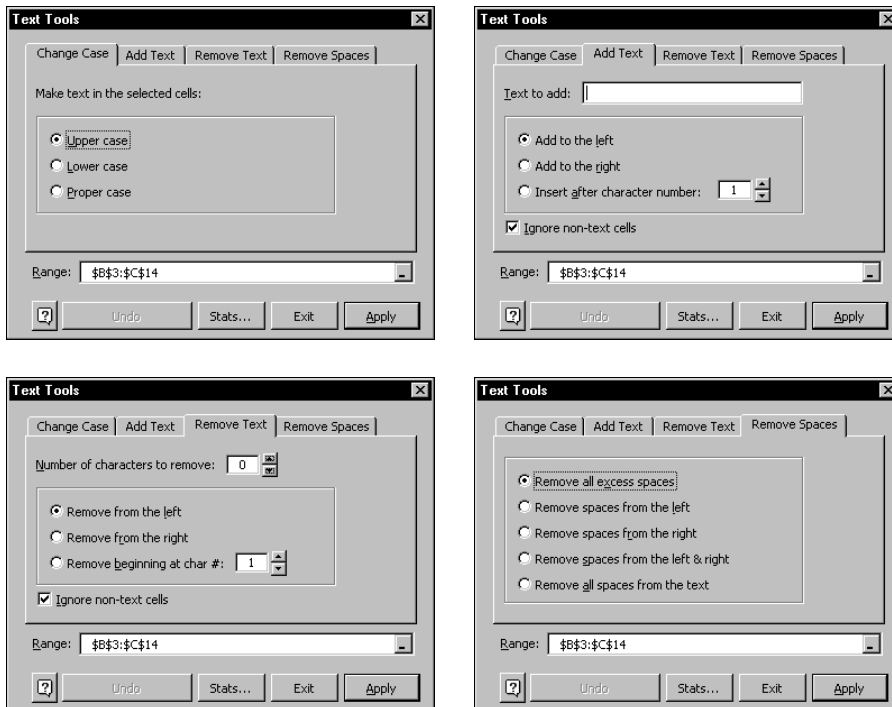 Text Tools
Change Case Add Text Remove Text Remove Spaces
Make text in the selected cells:
Upper case
Lower case
Proper case
Range: $B$3:$C$14
Undo Stats... Exit Apply
Text Tools
Change Case Add Text Remove Text Remove Spaces
Text to add:
Add to the left
Add to the right
Insert after character number: 1
Ignore non-text cells
Range: $B$3:$C$14
Undo Stats... Exit Apply
Text Tools
Change Case Add Text Remove Text Remove Spaces
Number of characters to remove: 0
Remove from the left
Remove from the right
Remove beginning at char #: 1
Ignore non-text cells
Range: $B$3:$C$14
Undo Stats... Exit Apply
Text Tools
Change Case Add Text Remove Text Remove Spaces
Remove all excess spaces
Remove spaces from the left
Remove spaces from the right
Remove spaces from the left & right
Remove all spaces from the text
Range: $B$3:$C$14
Undo Stats... Exit Apply